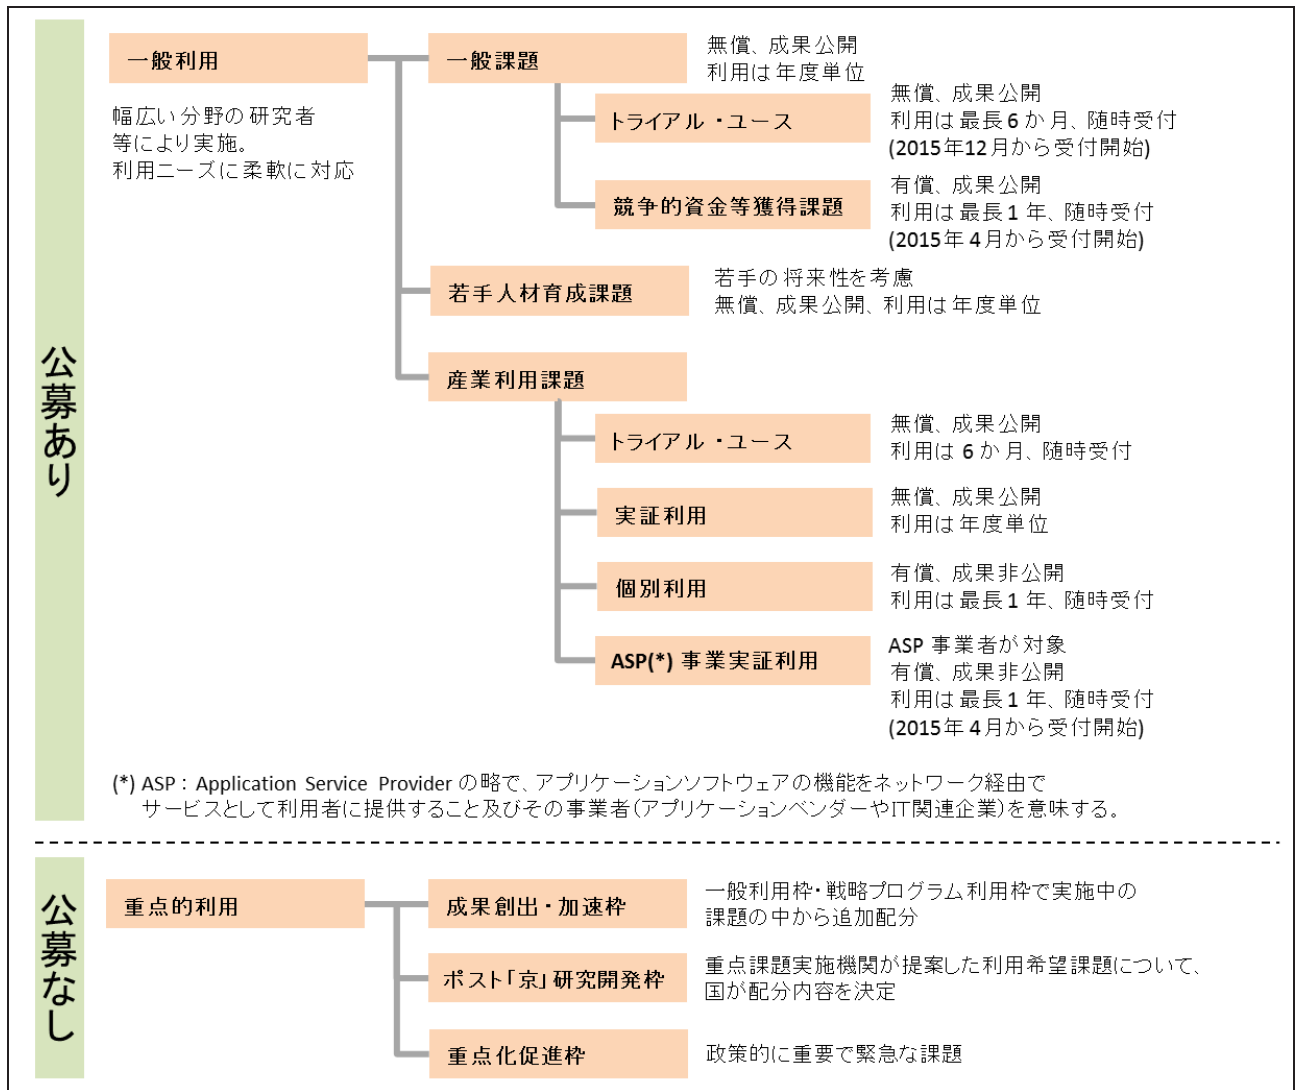 公募あり
一般利用
幅広い分野の研究者
等により実施。
利用ニーズに柔軟に対応
一般課題
無償、成果公開
利用は年度単位
トライアル・ユース
無償、成果公開
利用は最長6か月、随時受付
(2015年12月から受付開始)
競争的資金等獲得課題
有償、成果公開
利用は最長1年、随時受付
(2015年4月から受付開始)
若手人材育成課題
若手の将来性を考慮
無償、成果公開、利用は年度単位
産業利用課題
トライアル・ユース
無償、成果公開
利用は6か月、随時受付
実証利用
無償、成果公開
利用は年度単位
個別利用
有償、成果非公開
利用は最長1年、随時受付
ASP(*)事業実証利用
ASP事業者が対象
有償、成果非公開
利用は最長1年、随時受付
(2015年4月から受付開始)
(*) ASP : Application Service Provider の略で、アプリケーションソフトウェアの機能をネットワーク経由で
サービスとして利用者に提供すること及びその事業者(アプリケーションベンダーやIT関連企業)を意味する。
公募なし
重点的利用
成果創出・加速枠
一般利用枠・戦略プログラム利用枠で実施中の
課題の中から追加配分
ポスト「京」研究開発枠
重点課題実施機関が提案した利用希望課題について、
国が配分内容を決定
重点化促進枠
政策的に重要で緊急な課題